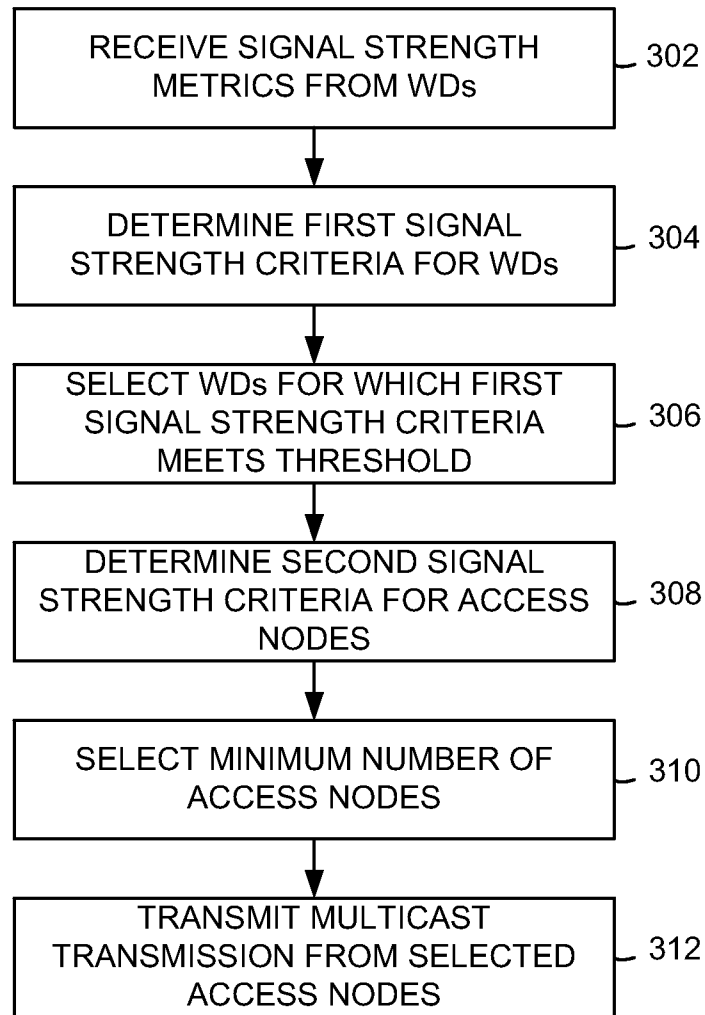 RECEIVE SIGNAL STRENGTH
METRICS FROM WDs
302
DETERMINE FIRST SIGNAL
STRENGTH CRITERIA FOR WDs
304
SELECT WDs FOR WHICH FIRST
SIGNAL STRENGTH CRITERIA
MEETS THRESHOLD
306
DETERMINE SECOND SIGNAL
STRENGTH CRITERIA FOR ACCESS
NODES
308
SELECT MINIMUM NUMBER OF
ACCESS NODES
310
TRANSMIT MULTICAST
TRANSMISSION FROM SELECTED
ACCESS NODES
312